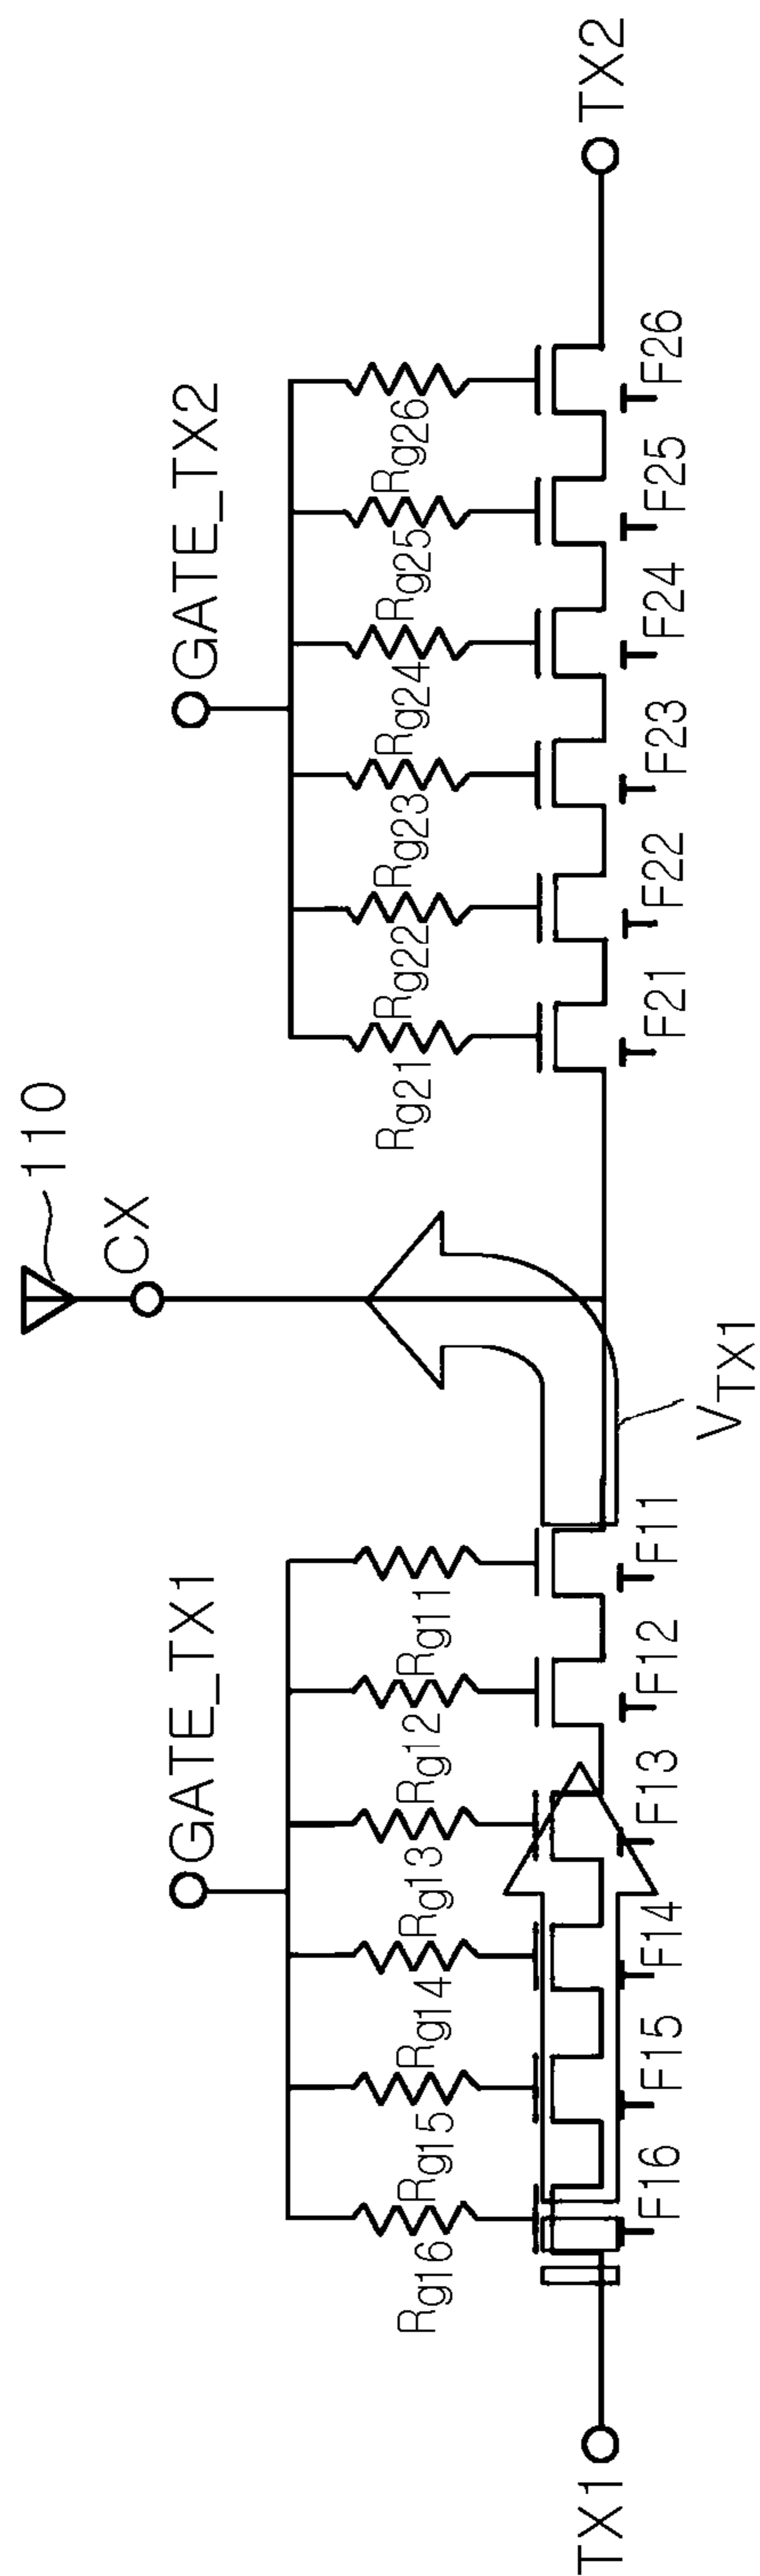 110
CX
GATE_TX1
GATE_TX2
Rg16
Rg15
Rg14
Rg13
Rg12
Rg11
Rg21
Rg22
Rg23
Rg24
Rg25
Rg26
TX1
F16
F15
F14
F13
F12
F11
VTX1
F21
F22
F23
F24
F25
F26
TX2